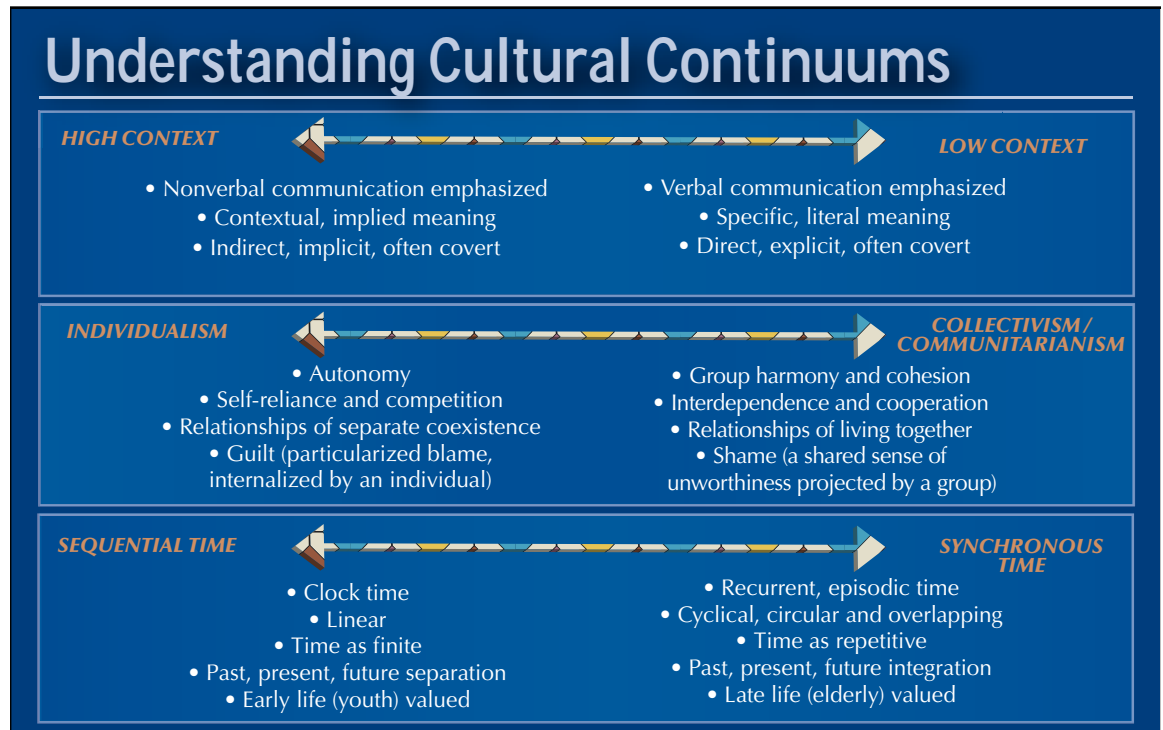 Understanding Cultural Continuums
HIGH CONTEXT
LOW CONTEXT
• Nonverbal communication emphasized
• Contextual, implied meaning
• Indirect, implicit, often covert
• Verbal communication emphasized
• Specific, literal meaning
• Direct, explicit, often covert
INDIVIDUALISM
COLLECTIVISM /
COMMUNITARIANISM
• Autonomy
• Self-reliance and competition
• Relationships of separate coexistence
• Guilt (particularized blame,
internalized by an individual)
• Group harmony and cohesion
• Interdependence and cooperation
• Relationships of living together
• Shame (a shared sense of
unworthiness projected by a group)
SEQUENTIAL TIME
SYNCHRONOUS
TIME
• Clock time
• Linear
• Time as finite
• Past, present, future separation
• Early life (youth) valued
• Recurrent, episodic time
• Cyclical, circular and overlapping
• Time as repetitive
• Past, present, future integration
• Late life (elderly) valued